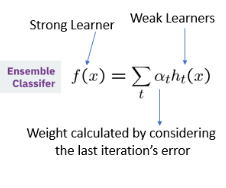 Weak Learners
Strong Learner
Ensemble
Classifer
f(x) = ∑ αₜhₜ(x)
t
Weight calculated by considering
the last iteration's error